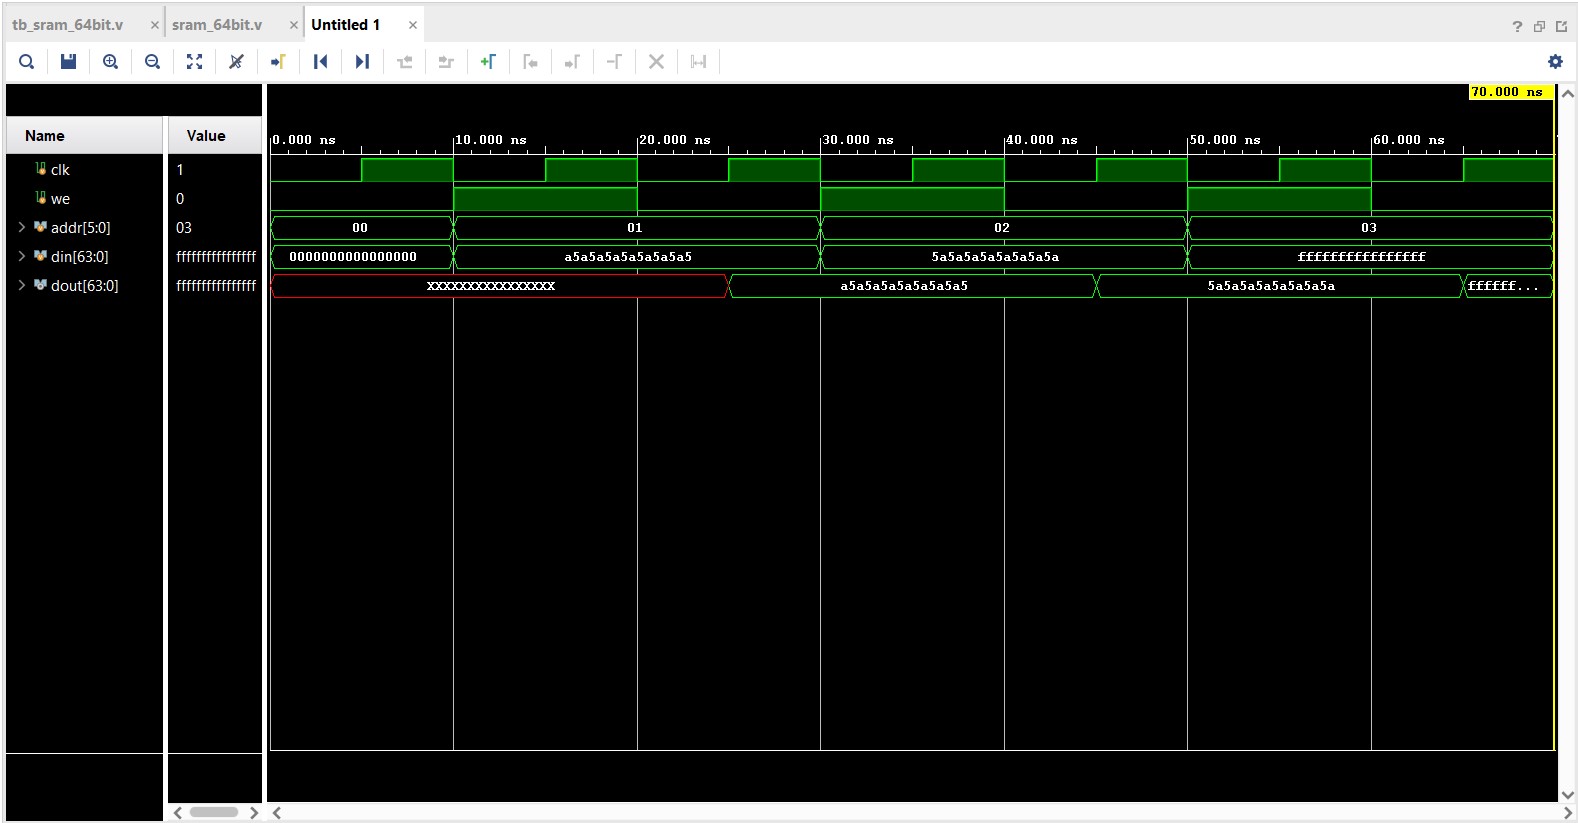 tb_sram_64bit.v × sram_64bit.v × Untitled 1 ×
70.000 ns
Name Value
0.000 ns 10.000 ns 20.000 ns 30.000 ns 40.000 ns 50.000 ns 60.000 ns
clk 1
we 0
addr[5:0] 03 00 01 02 03
din[63:0] ffffffffffffffff 0000000000000000 a5a5a5a5a5a5a5a5 5a5a5a5a5a5a5a5a ffffffffffffffff
dout[63:0] ffffffffffffffff XXXXXXXXXXXXXXXX a5a5a5a5a5a5a5a5 5a5a5a5a5a5a5a5a ffffff...